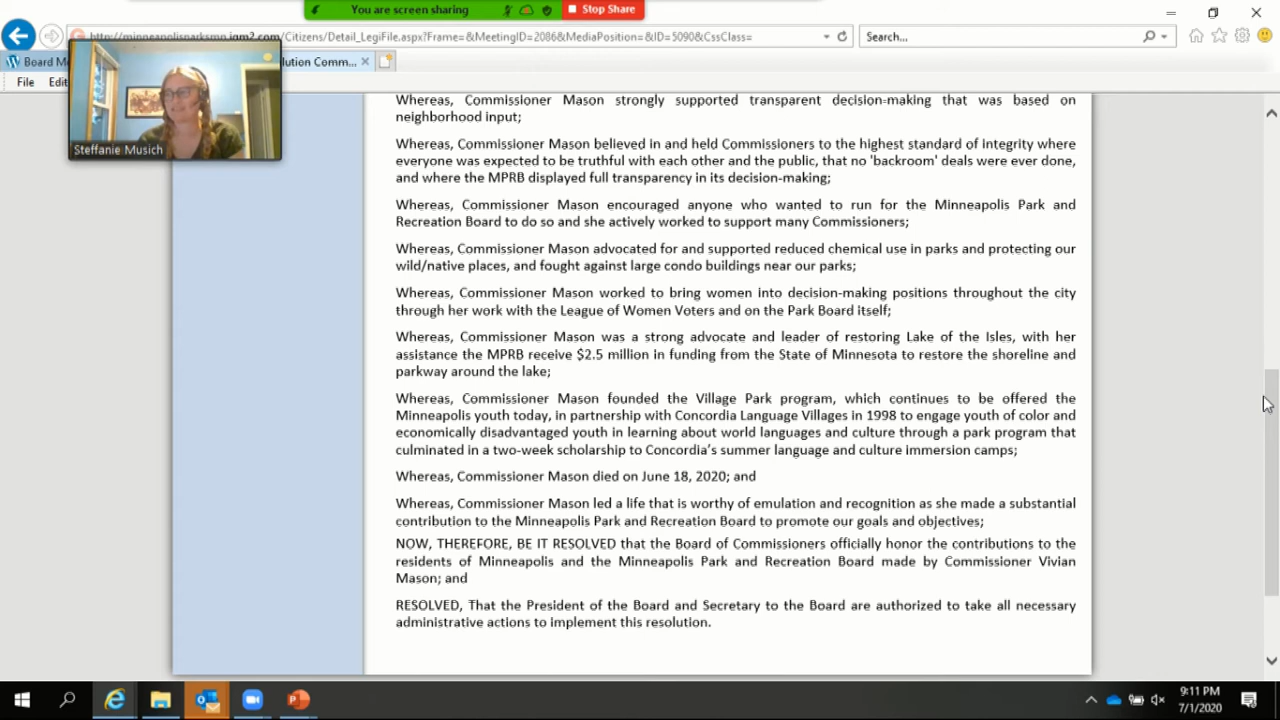 You are screen sharing
Stop Share
http://minneapolisparksmn.iqm2.com/Citizens/Detail_LegiFile.aspx?Frame=&MeetingID=2086&MediaPosition=&ID=5090&CssClass=
Search...
Board Me
lution Comm...
File Edit
Steffanie Musich
Whereas, Commissioner Mason strongly supported transparent decision-making that was based on
neighborhood input;
Whereas, Commissioner Mason believed in and held Commissioners to the highest standard of integrity where
everyone was expected to be truthful with each other and the public, that no 'backroom' deals were ever done,
and where the MPRB displayed full transparency in its decision-making;
Whereas, Commissioner Mason encouraged anyone who wanted to run for the Minneapolis Park and
Recreation Board to do so and she actively worked to support many Commissioners;
Whereas, Commissioner Mason advocated for and supported reduced chemical use in parks and protecting our
wild/native places, and fought against large condo buildings near our parks;
Whereas, Commissioner Mason worked to bring women into decision-making positions throughout the city
through her work with the League of Women Voters and on the Park Board itself;
Whereas, Commissioner Mason was a strong advocate and leader of restoring Lake of the Isles, with her
assistance the MPRB receive $2.5 million in funding from the State of Minnesota to restore the shoreline and
parkway around the lake;
Whereas, Commissioner Mason founded the Village Park program, which continues to be offered the
Minneapolis youth today, in partnership with Concordia Language Villages in 1998 to engage youth of color and
economically disadvantaged youth in learning about world languages and culture through a park program that
culminated in a two-week scholarship to Concordia's summer language and culture immersion camps;
Whereas, Commissioner Mason died on June 18, 2020; and
Whereas, Commissioner Mason led a life that is worthy of emulation and recognition as she made a substantial
contribution to the Minneapolis Park and Recreation Board to promote our goals and objectives;
NOW, THEREFORE, BE IT RESOLVED that the Board of Commissioners officially honor the contributions to the
residents of Minneapolis and the Minneapolis Park and Recreation Board made by Commissioner Vivian
Mason; and
RESOLVED, That the President of the Board and Secretary to the Board are authorized to take all necessary
administrative actions to implement this resolution.
9:11 PM
7/1/2020